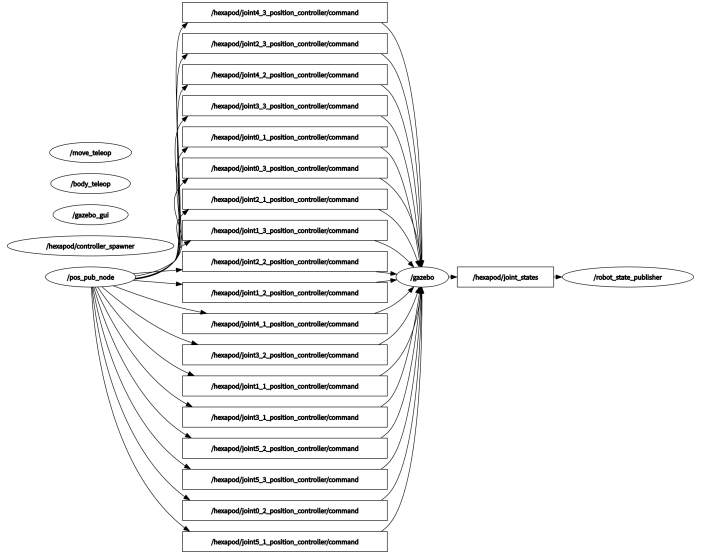 /hexapod/joint4_3_position_controller/command
/hexapod/joint2_3_position_controller/command
/hexapod/joint4_2_position_controller/command
/hexapod/joint3_3_position_controller/command
/hexapod/joint0_1_position_controller/command
/move_teleop
/hexapod/joint0_3_position_controller/command
/body_teleop
/hexapod/joint2_1_position_controller/command
/gazebo_gui
/hexapod/joint1_3_position_controller/command
/hexapod/controller_spawner
/hexapod/joint2_2_position_controller/command
/pos_pub_node
/gazebo
/hexapod/joint_states
/robot_state_publisher
/hexapod/joint1_2_position_controller/command
/hexapod/joint4_1_position_controller/command
/hexapod/joint3_2_position_controller/command
/hexapod/joint1_1_position_controller/command
/hexapod/joint3_1_position_controller/command
/hexapod/joint5_2_position_controller/command
/hexapod/joint5_3_position_controller/command
/hexapod/joint0_2_position_controller/command
/hexapod/joint5_1_position_controller/command